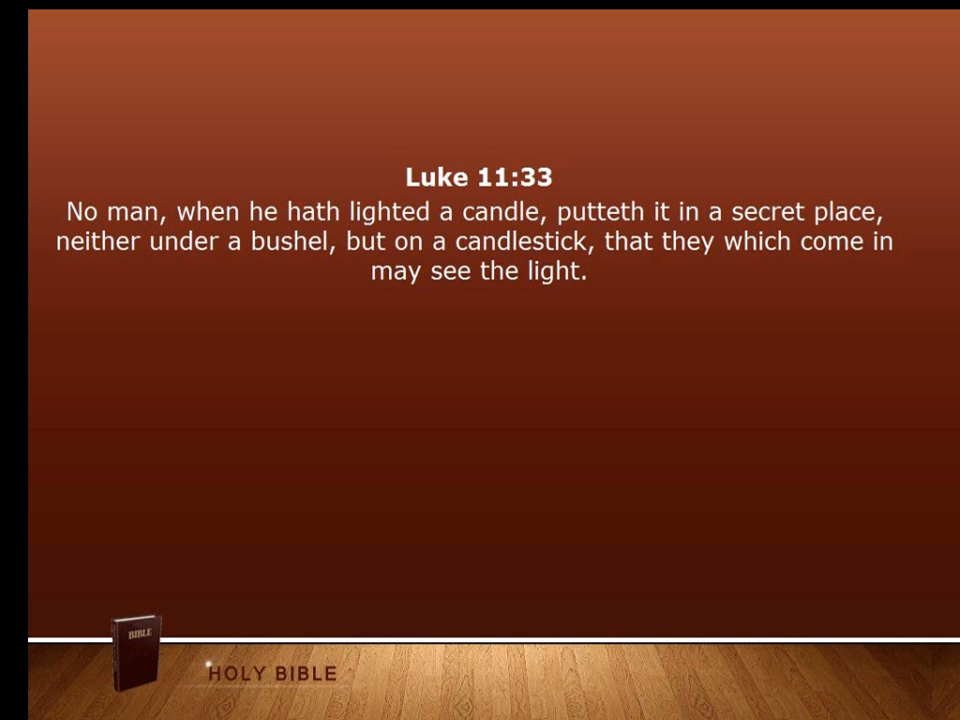 Luke 11:33
No man, when he hath lighted a candle, putteth it in a secret place,
neither under a bushel, but on a candlestick, that they which come in
may see the light.
BIBLE
HOLY BIBLE